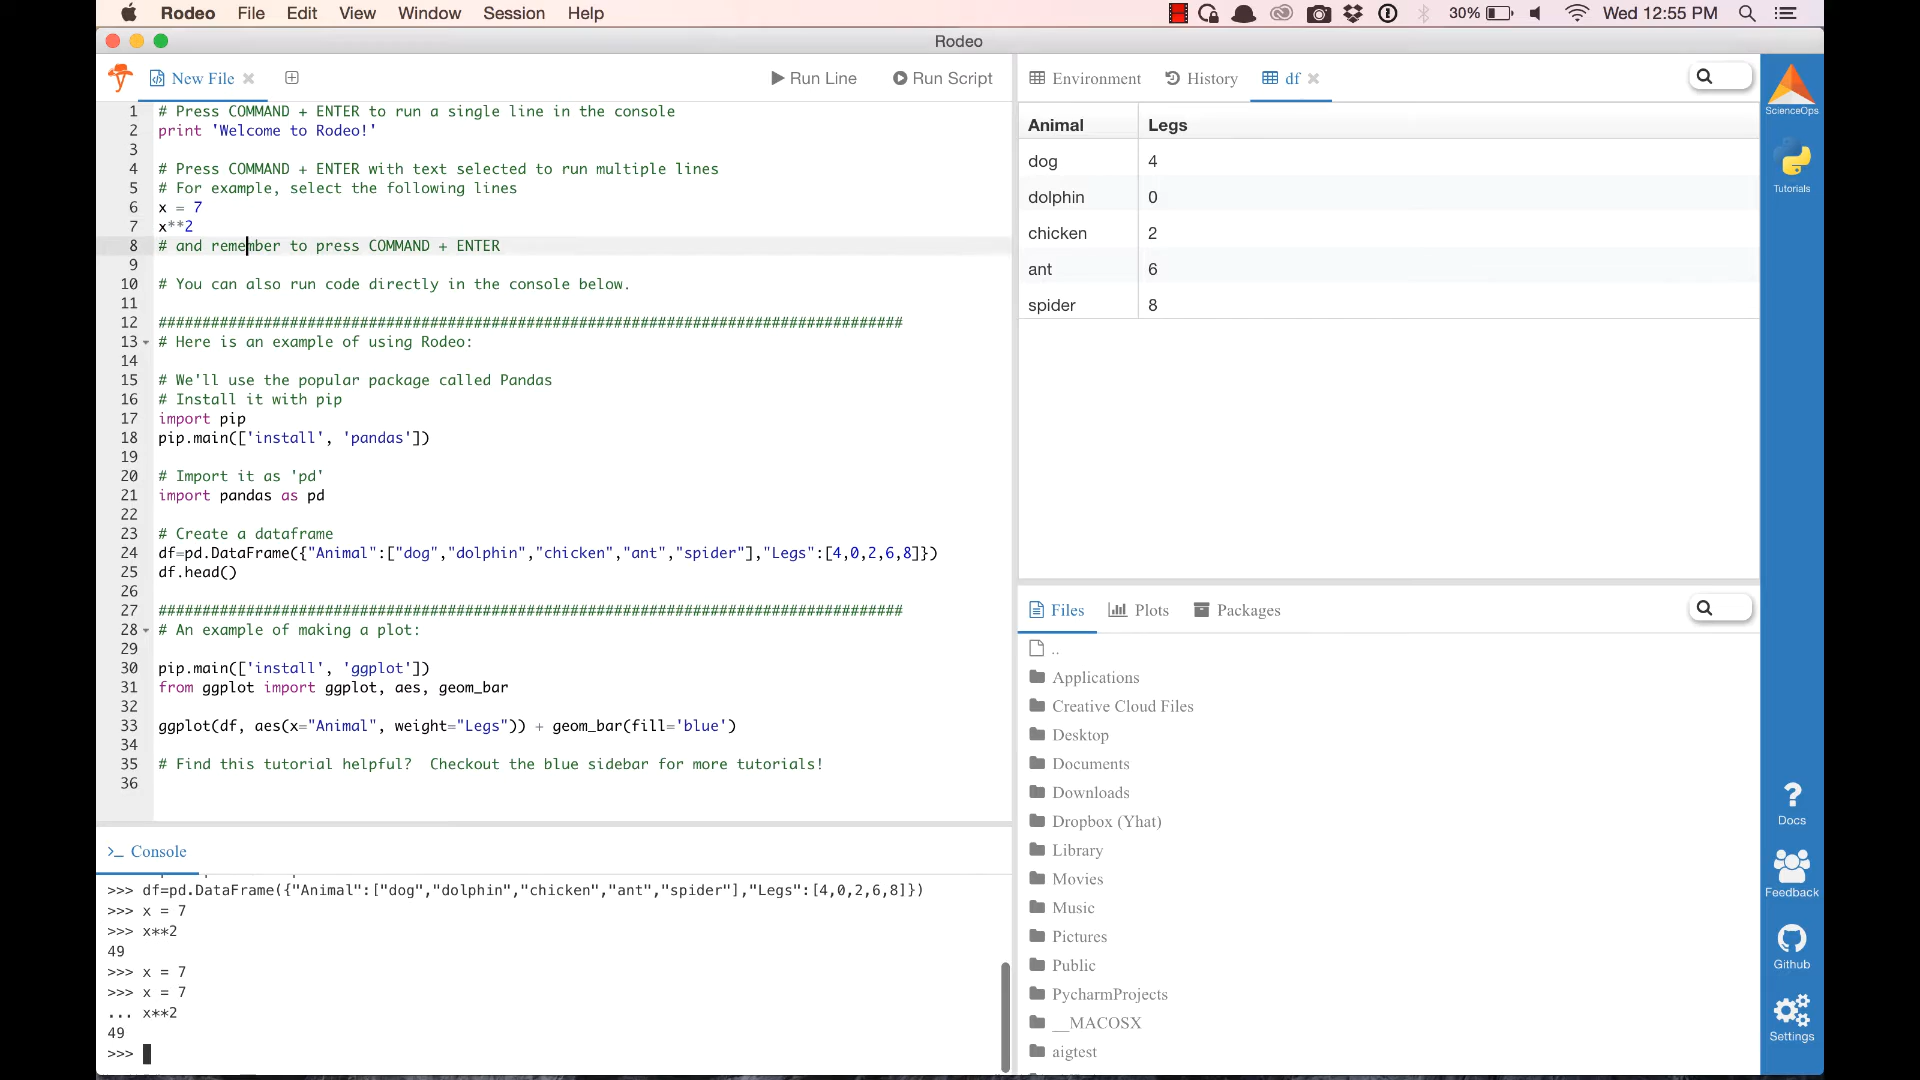 Rodeo File Edit View Window Session Help 30% Wed 12:55 PM
Rodeo
New File Run Line Run Script
1 # Press COMMAND + ENTER to run a single line in the console
2 print 'Welcome to Rodeo!'
3
4 # Press COMMAND + ENTER with text selected to run multiple lines
5 # For example, select the following lines
6 x = 7
7 x**2
8 # and remember to press COMMAND + ENTER
9
10 # You can also run code directly in the console below.
11
12 #####################################################################################
13 # Here is an example of using Rodeo:
14
15 # We'll use the popular package called Pandas
16 # Install it with pip
17 import pip
18 pip.main(['install', 'pandas'])
19
20 # Import it as 'pd'
21 import pandas as pd
22
23 # Create a dataframe
24 df=pd.DataFrame({"Animal":["dog","dolphin","chicken","ant","spider"],"Legs":[4,0,2,6,8]})
25 df.head()
26
27 #####################################################################################
28 # An example of making a plot:
29
30 pip.main(['install', 'ggplot'])
31 from ggplot import ggplot, aes, geom_bar
32
33 ggplot(df, aes(x="Animal", weight="Legs")) + geom_bar(fill='blue')
34
35 # Find this tutorial helpful?  Checkout the blue sidebar for more tutorials!
36
>_ Console
>>> df=pd.DataFrame({"Animal":["dog","dolphin","chicken","ant","spider"],"Legs":[4,0,2,6,8]})
>>> x = 7
>>> x**2
49
>>> x = 7
>>> x = 7
... x**2
49
>>>
Environment History df
Animal Legs
dog 4
dolphin 0
chicken 2
ant 6
spider 8
Files Plots Packages
..
Applications
Creative Cloud Files
Desktop
Documents
Downloads
Dropbox (Yhat)
Library
Movies
Music
Pictures
Public
PycharmProjects
__MACOSX
aigtest
ScienceOps
Tutorials
?
Docs
Feedback
Github
Settings